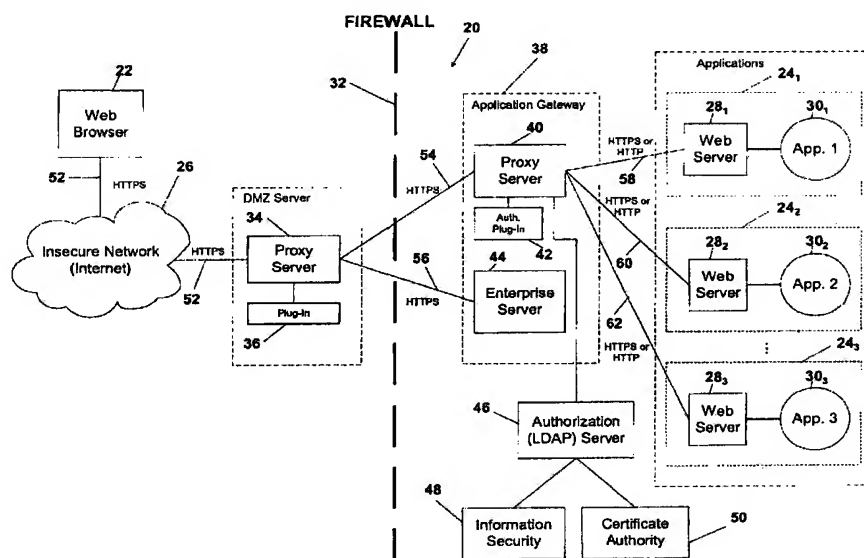 FIREWALL
20
22
Web
Browser
32
38
Applications
24₁
Application Gateway
28₁
30₁
40
HTTPS or
HTTP
Web
Server
App. 1
52
HTTPS
26
54
Proxy
Server
58
DMZ Server
HTTPS
34
HTTPS or
HTTP
24₂
Insecure Network
(Internet)
HTTPS
52
Proxy
Server
56
Auth.
Plug-In
42
44
60
28₂
30₂
Web
Server
App. 2
HTTPS
Enterprise
Server
62
Plug-In
36
24₃
HTTPS
or HTTP
28₃
30₃
46
Authorization
(LDAP) Server
Web
Server
App. 3
48
Information
Security
Certificate
Authority
50